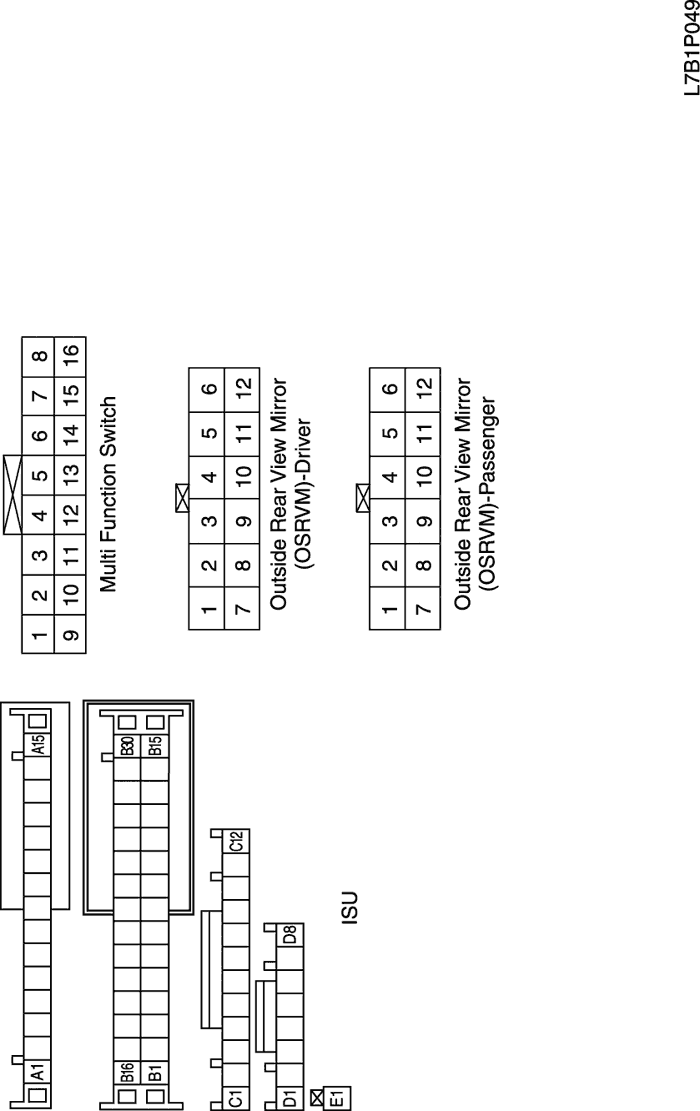 A1 A15
B16 B30
B1 B15
C1 C12
D1 D8
E1
ISU
1 2 3 4 5 6 7 8
9 10 11 12 13 14 15 16
Multi Function Switch
1 2 3 4 5 6
7 8 9 10 11 12
Outside Rear View Mirror
(OSRVM)-Driver
1 2 3 4 5 6
7 8 9 10 11 12
Outside Rear View Mirror
(OSRVM)-Passenger
L7B1P049